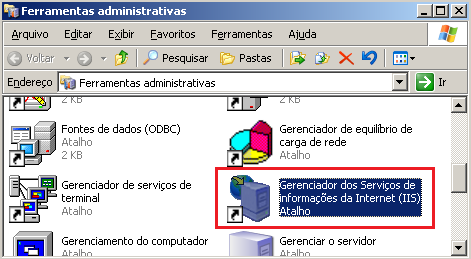 Ferramentas administrativas
Arquivo Editar Exibir Favoritos Ferramentas Ajuda
Voltar Pesquisar Pastas
Endereço Ferramentas administrativas Ir
2 KB
2 KB
Fontes de dados (ODBC)
Atalho
2 KB
Gerenciador de equilíbrio de
carga de rede
Atalho
Gerenciador de serviços de
terminal
Atalho
Gerenciador dos Serviços de
informações da Internet (IIS)
Atalho
Gerenciamento do computador
Atalho
Gerenciar o servidor
Atalho